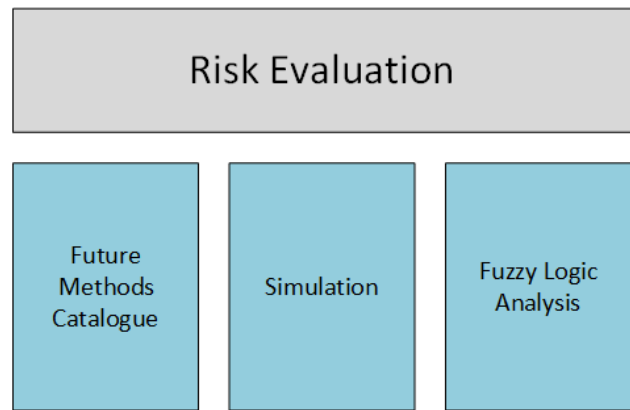 Risk Evaluation
Future
Methods
Catalogue
Simulation
Fuzzy Logic
Analysis